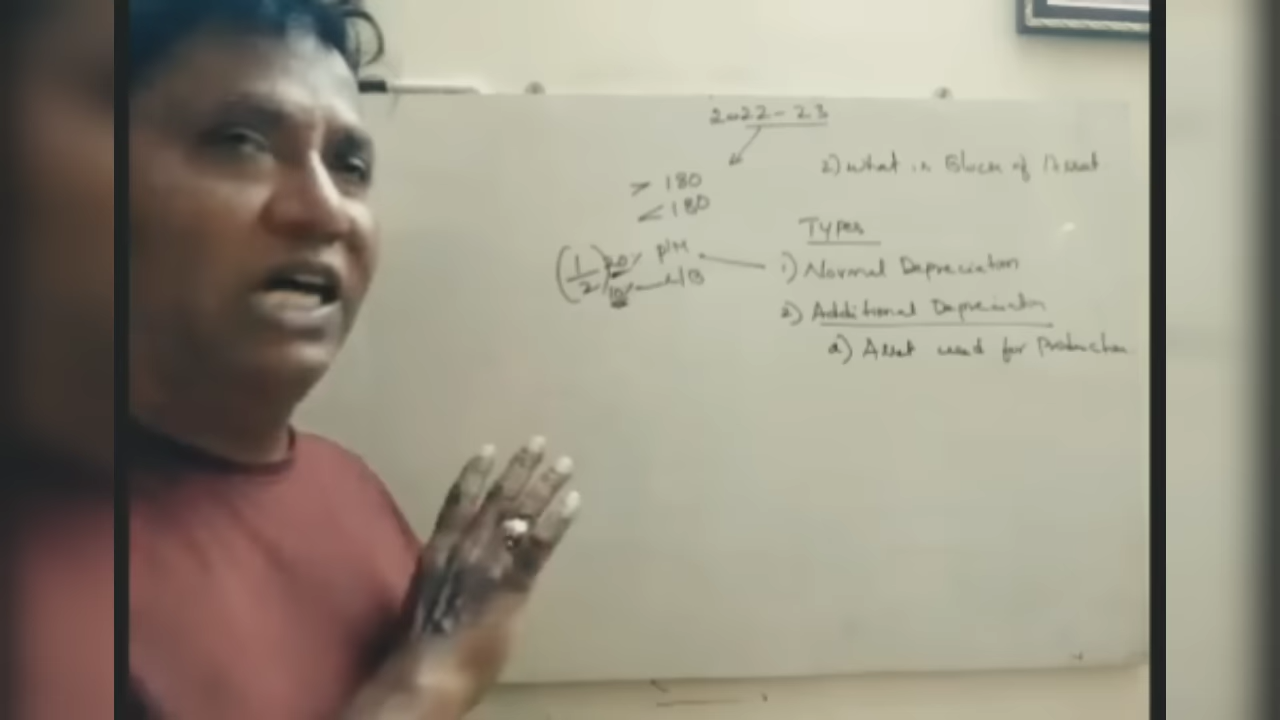 2022-23
2) What is Block of Asset
> 180
< 180
Types
(1/2) 20% P/M
10%
1) Normal Depreciation
2) Additional Depreciation
a) Asset used for Production